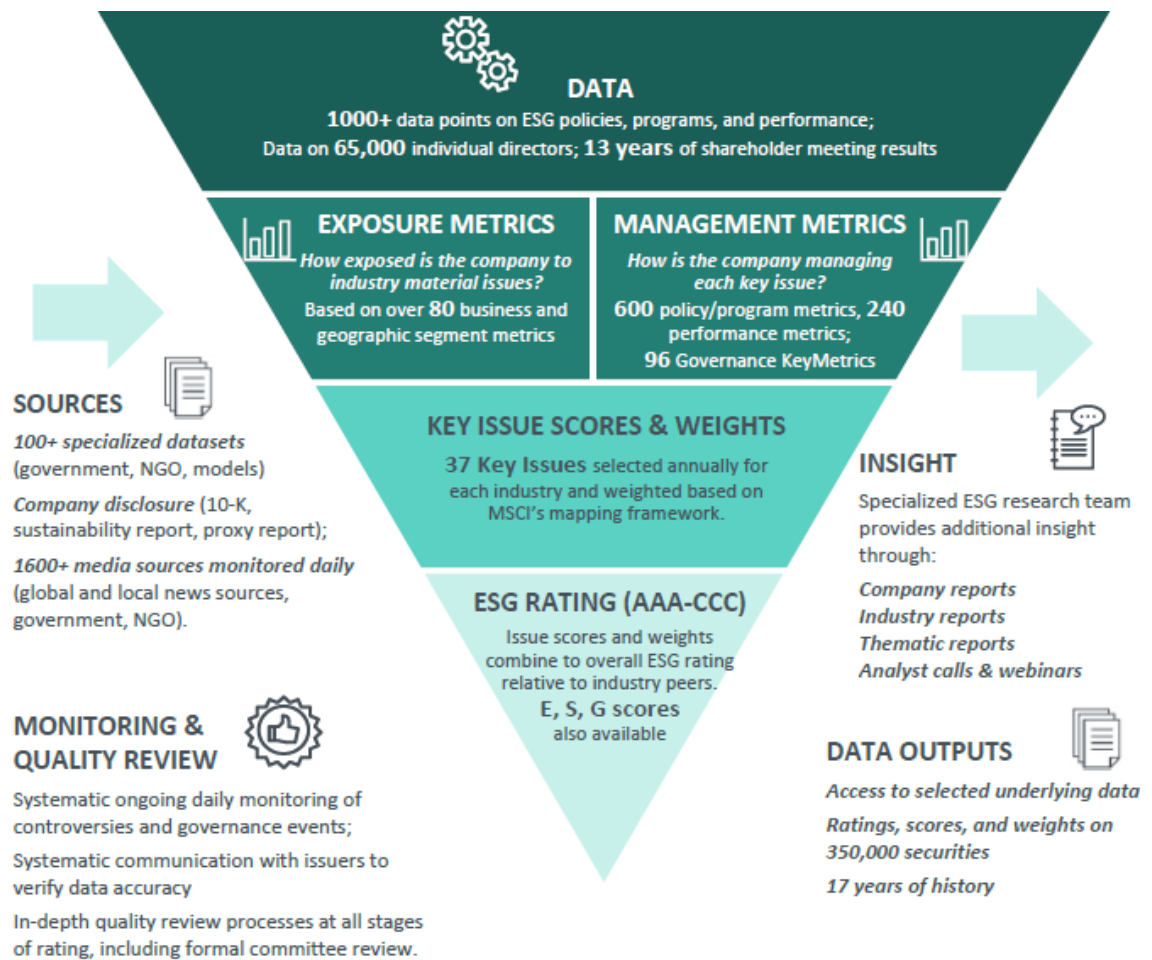 DATA
1000+ data points on ESG policies, programs, and performance;
Data on 65,000 individual directors; 13 years of shareholder meeting results
EXPOSURE METRICS
How exposed is the company to
industry material issues?
Based on over 80 business and
geographic segment metrics
MANAGEMENT METRICS
How is the company managing
each key issue?
600 policy/program metrics, 240
performance metrics;
96 Governance KeyMetrics
SOURCES
100+ specialized datasets
(government, NGO, models)
Company disclosure (10-K,
sustainability report, proxy report);
1600+ media sources monitored daily
(global and local news sources,
government, NGO).
KEY ISSUE SCORES & WEIGHTS
37 Key Issues selected annually for
each industry and weighted based on
MSCI's mapping framework.
INSIGHT
Specialized ESG research team
provides additional insight
through:
Company reports
Industry reports
Thematic reports
Analyst calls & webinars
ESG RATING (AAA-CCC)
Issue scores and weights
combine to overall ESG rating
relative to industry peers.
E, S, G scores
also available
MONITORING &
QUALITY REVIEW
Systematic ongoing daily monitoring of
controversies and governance events;
Systematic communication with issuers to
verify data accuracy
In-depth quality review processes at all stages
of rating, including formal committee review.
DATA OUTPUTS
Access to selected underlying data
Ratings, scores, and weights on
350,000 securities
17 years of history